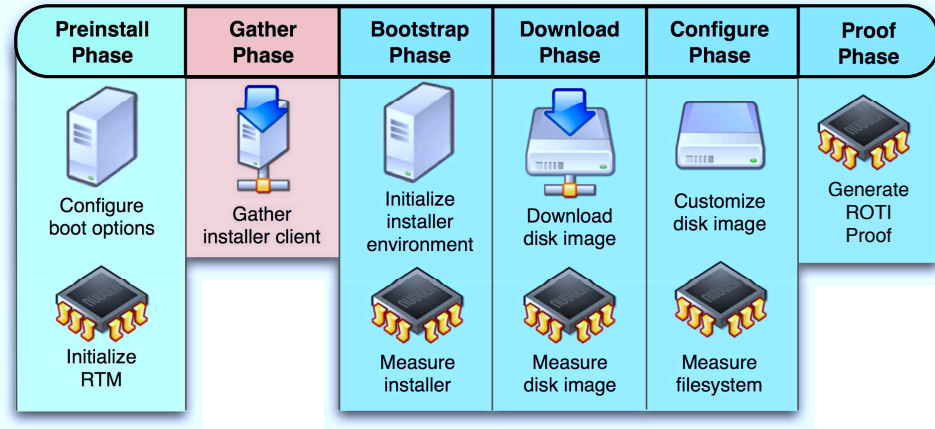 Preinstall
Phase
Gather
Phase
Bootstrap
Phase
Download
Phase
Configure
Phase
Proof
Phase
Configure
boot options
Gather
installer client
Initialize
installer
environment
Download
disk image
Customize
disk image
Generate
ROTI
Proof
Initialize
RTM
Measure
installer
Measure
disk image
Measure
filesystem